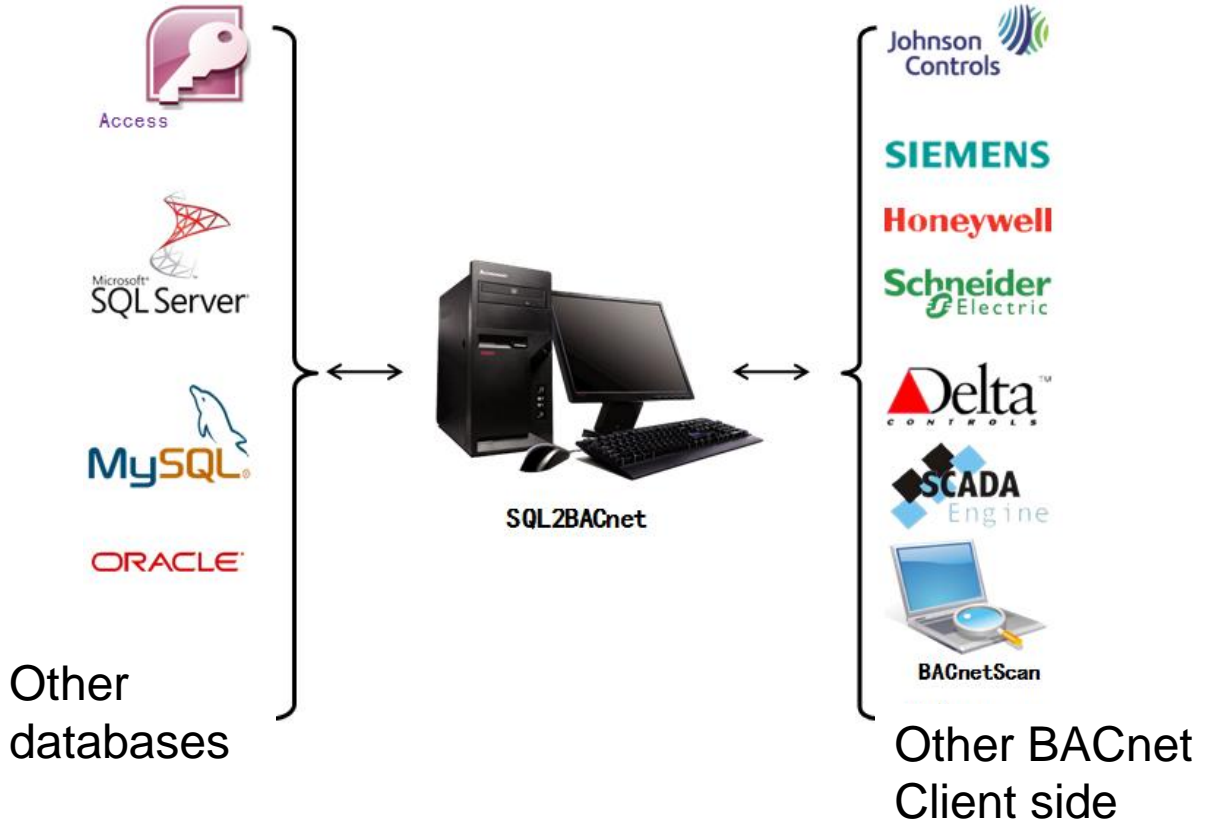 Access
Microsoft®
SQL Server
MySQL®
ORACLE
Other
databases
SQL2BACnet
Johnson
Controls
SIEMENS
Honeywell
Schneider
Electric
Delta™
CONTROLS
SCADA
Engine
BACnetScan
Other BACnet
Client side